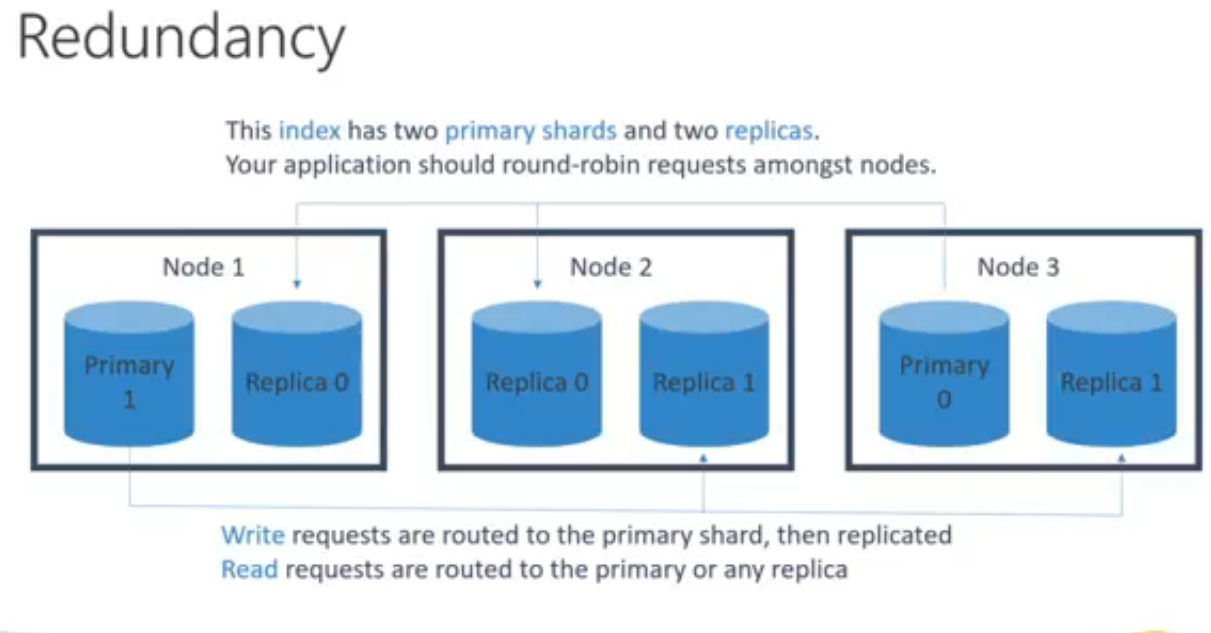 Redundancy
This index has two primary shards and two replicas.
Your application should round-robin requests amongst nodes.
Node 1
Primary
1
Replica 0
Node 2
Replica 0
Replica 1
Node 3
Primary
0
Replica 1
Write requests are routed to the primary shard, then replicated
Read requests are routed to the primary or any replica